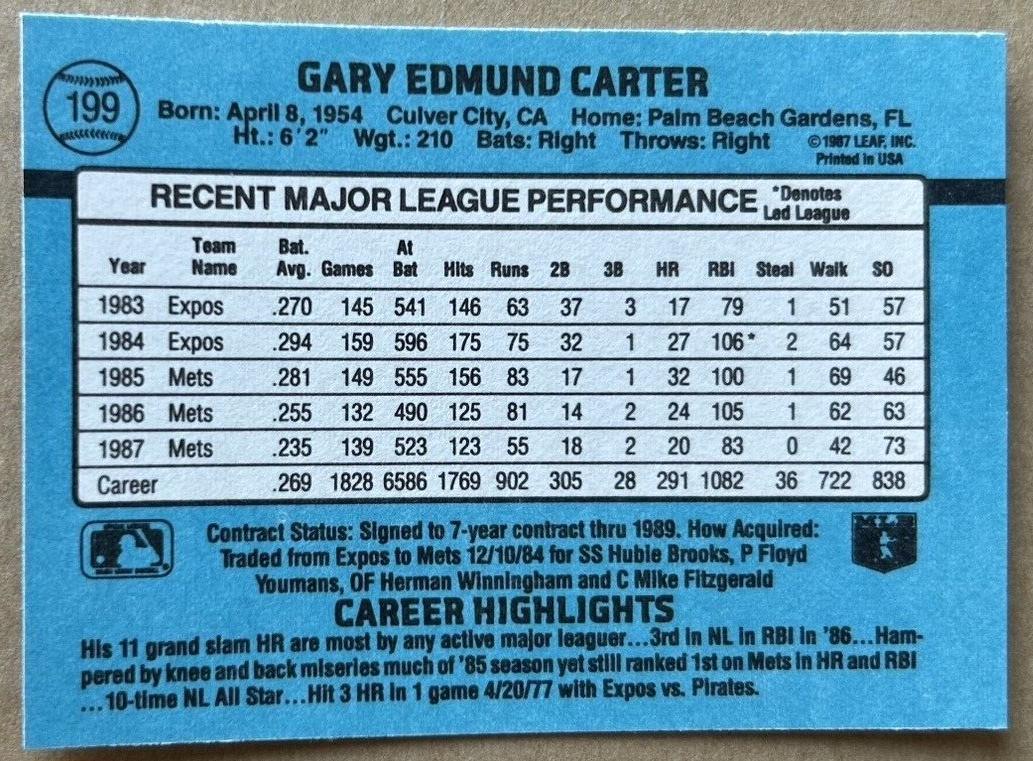 199
GARY EDMUND CARTER
Born: April 8, 1954 Culver City, CA Home: Palm Beach Gardens, FL
Ht.: 6'2" Wgt.: 210 Bats: Right Throws: Right ©1987 LEAF, INC.
Printed in USA
RECENT MAJOR LEAGUE PERFORMANCE *Denotes Led League
Year Team Name Bat. Avg. Games At Bat Hits Runs 2B 3B HR RBI Steal Walk SO
1983 Expos .270 145 541 146 63 37 3 17 79 1 51 57
1984 Expos .294 159 596 175 75 32 1 27 106* 2 64 57
1985 Mets .281 149 555 156 83 17 1 32 100 1 69 46
1986 Mets .255 132 490 125 81 14 2 24 105 1 62 63
1987 Mets .235 139 523 123 55 18 2 20 83 0 42 73
Career .269 1828 6586 1769 902 305 28 291 1082 36 722 838
Contract Status: Signed to 7-year contract thru 1989. How Acquired:
Traded from Expos to Mets 12/10/84 for SS Hubie Brooks, P Floyd
Youmans, OF Herman Winningham and C Mike Fitzgerald
CAREER HIGHLIGHTS
His 11 grand slam HR are most by any active major leaguer...3rd in NL in RBI in '86...Ham-
pered by knee and back miseries much of '85 season yet still ranked 1st on Mets in HR and RBI
...10-time NL All Star...Hit 3 HR in 1 game 4/20/77 with Expos vs. Pirates.